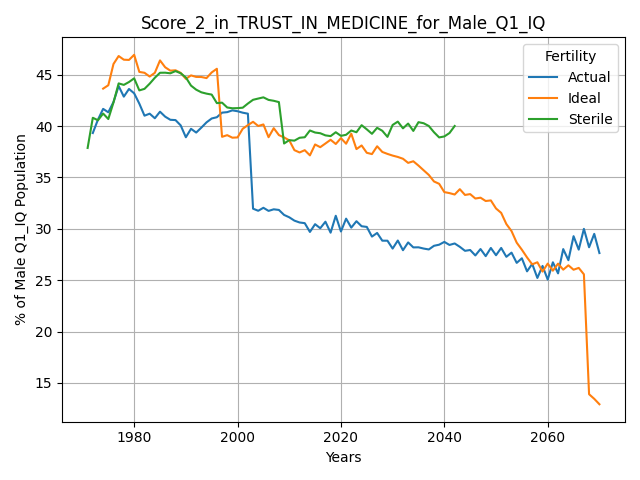 Score_2_in_TRUST_IN_MEDICINE_for_Male_Q1_IQ
Fertility
Actual
Ideal
Sterile
% of Male Q1_IQ Population
45
40
35
30
25
20
15
1980
2000
2020
2040
2060
Years